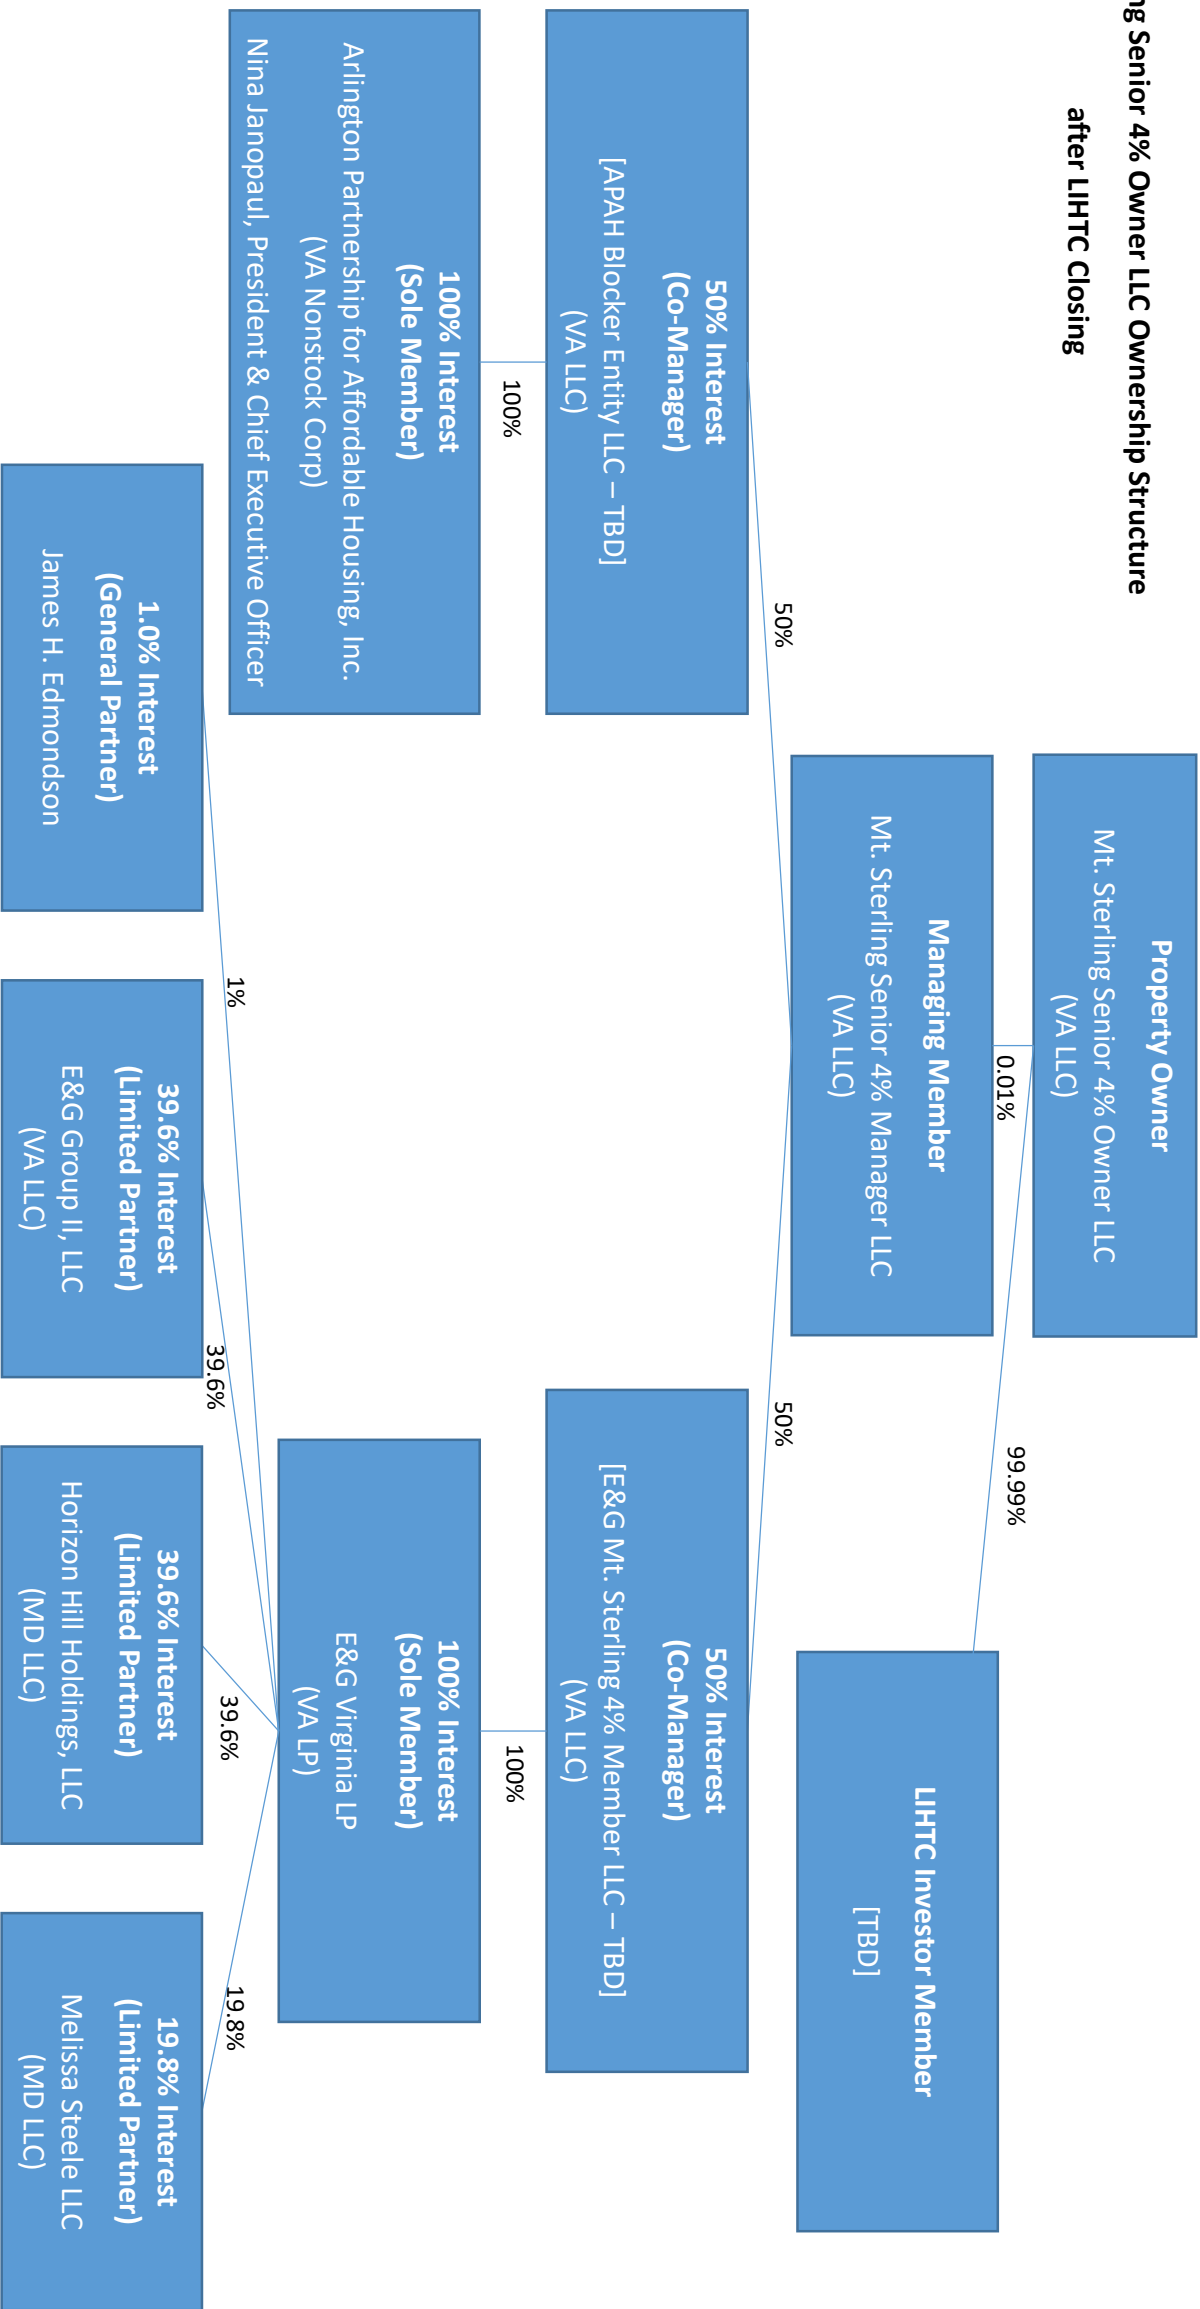 ng Senior 4% Owner LLC Ownership Structure
after LIHTC Closing
Property Owner
Mt. Sterling Senior 4% Owner LLC
(VA LLC)
0.01%
99.99%
Managing Member
Mt. Sterling Senior 4% Manager LLC
(VA LLC)
LIHTC Investor Member
[TBD]
50%
50%
50% Interest
(Co-Manager)
[APAH Blocker Entity LLC – TBD]
(VA LLC)
50% Interest
(Co-Manager)
[E&G Mt. Sterling 4% Member LLC – TBD]
(VA LLC)
100%
100%
100% Interest
(Sole Member)
Arlington Partnership for Affordable Housing, Inc.
(VA Nonstock Corp)
Nina Janopaul, President & Chief Executive Officer
100% Interest
(Sole Member)
E&G Virginia LP
(VA LP)
1%
39.6%
39.6%
19.8%
1.0% Interest
(General Partner)
James H. Edmondson
39.6% Interest
(Limited Partner)
E&G Group II, LLC
(VA LLC)
39.6% Interest
(Limited Partner)
Horizon Hill Holdings, LLC
(MD LLC)
19.8% Interest
(Limited Partner)
Melissa Steele LLC
(MD LLC)